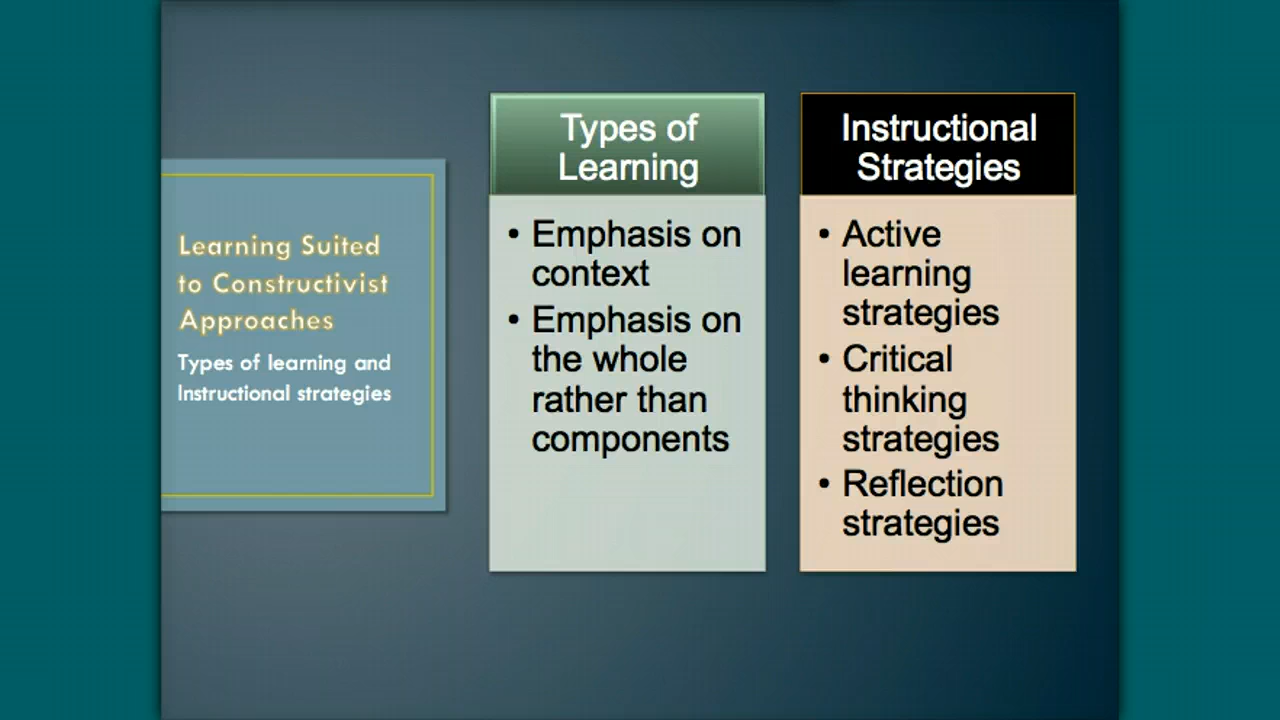 Learning Suited
to Constructivist
Approaches
Types of learning and
Instructional strategies
Types of
Learning
• Emphasis on
context
• Emphasis on
the whole
rather than
components
Instructional
Strategies
• Active
learning
strategies
• Critical
thinking
strategies
• Reflection
strategies